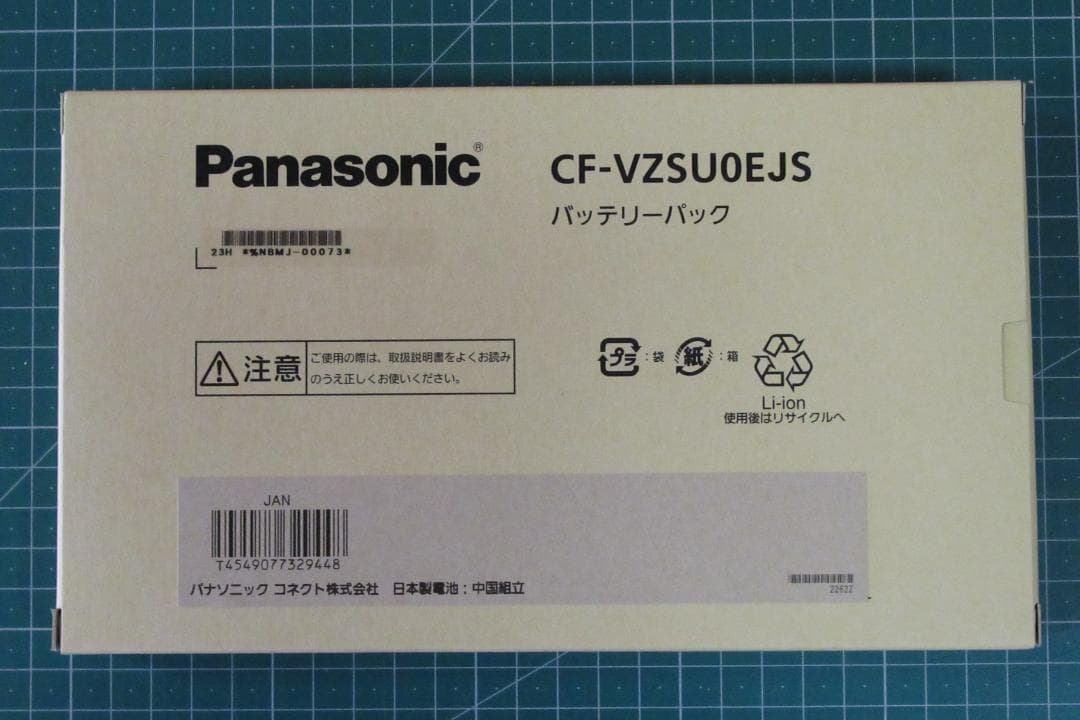 Panasonic®
CF-VZSU0EJS
バッテリーパック
23H *%NBMJ-00073*
注意
ご使用の際は、取扱説明書をよくお読み
のうえ正しくお使いください。
プラ : 袋 紙 : 箱
Li-ion
使用後はリサイクルへ
JAN
T4549077329448
パナソニック コネクト株式会社 日本製電池：中国組立
2262Z